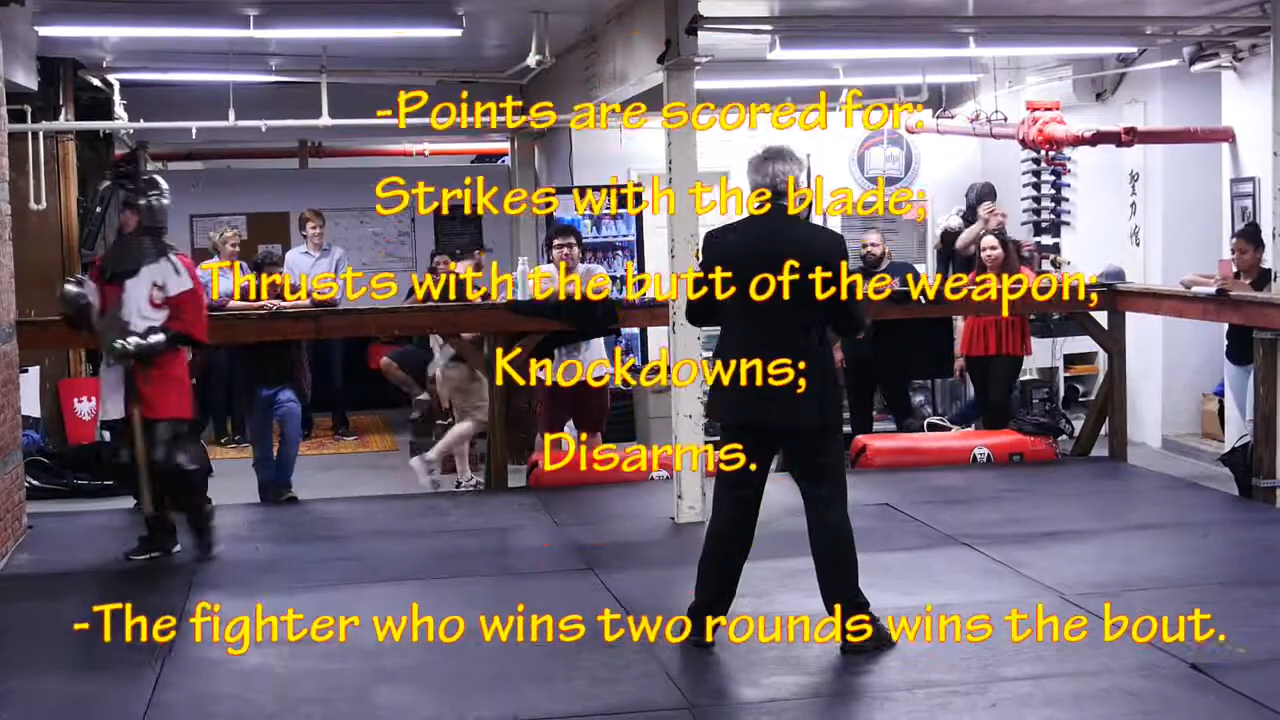 -Points are scored for:
Strikes with the blade;
Thrusts with the butt of the weapon;
Knockdowns;
Disarms.
-The fighter who wins two rounds wins the bout.